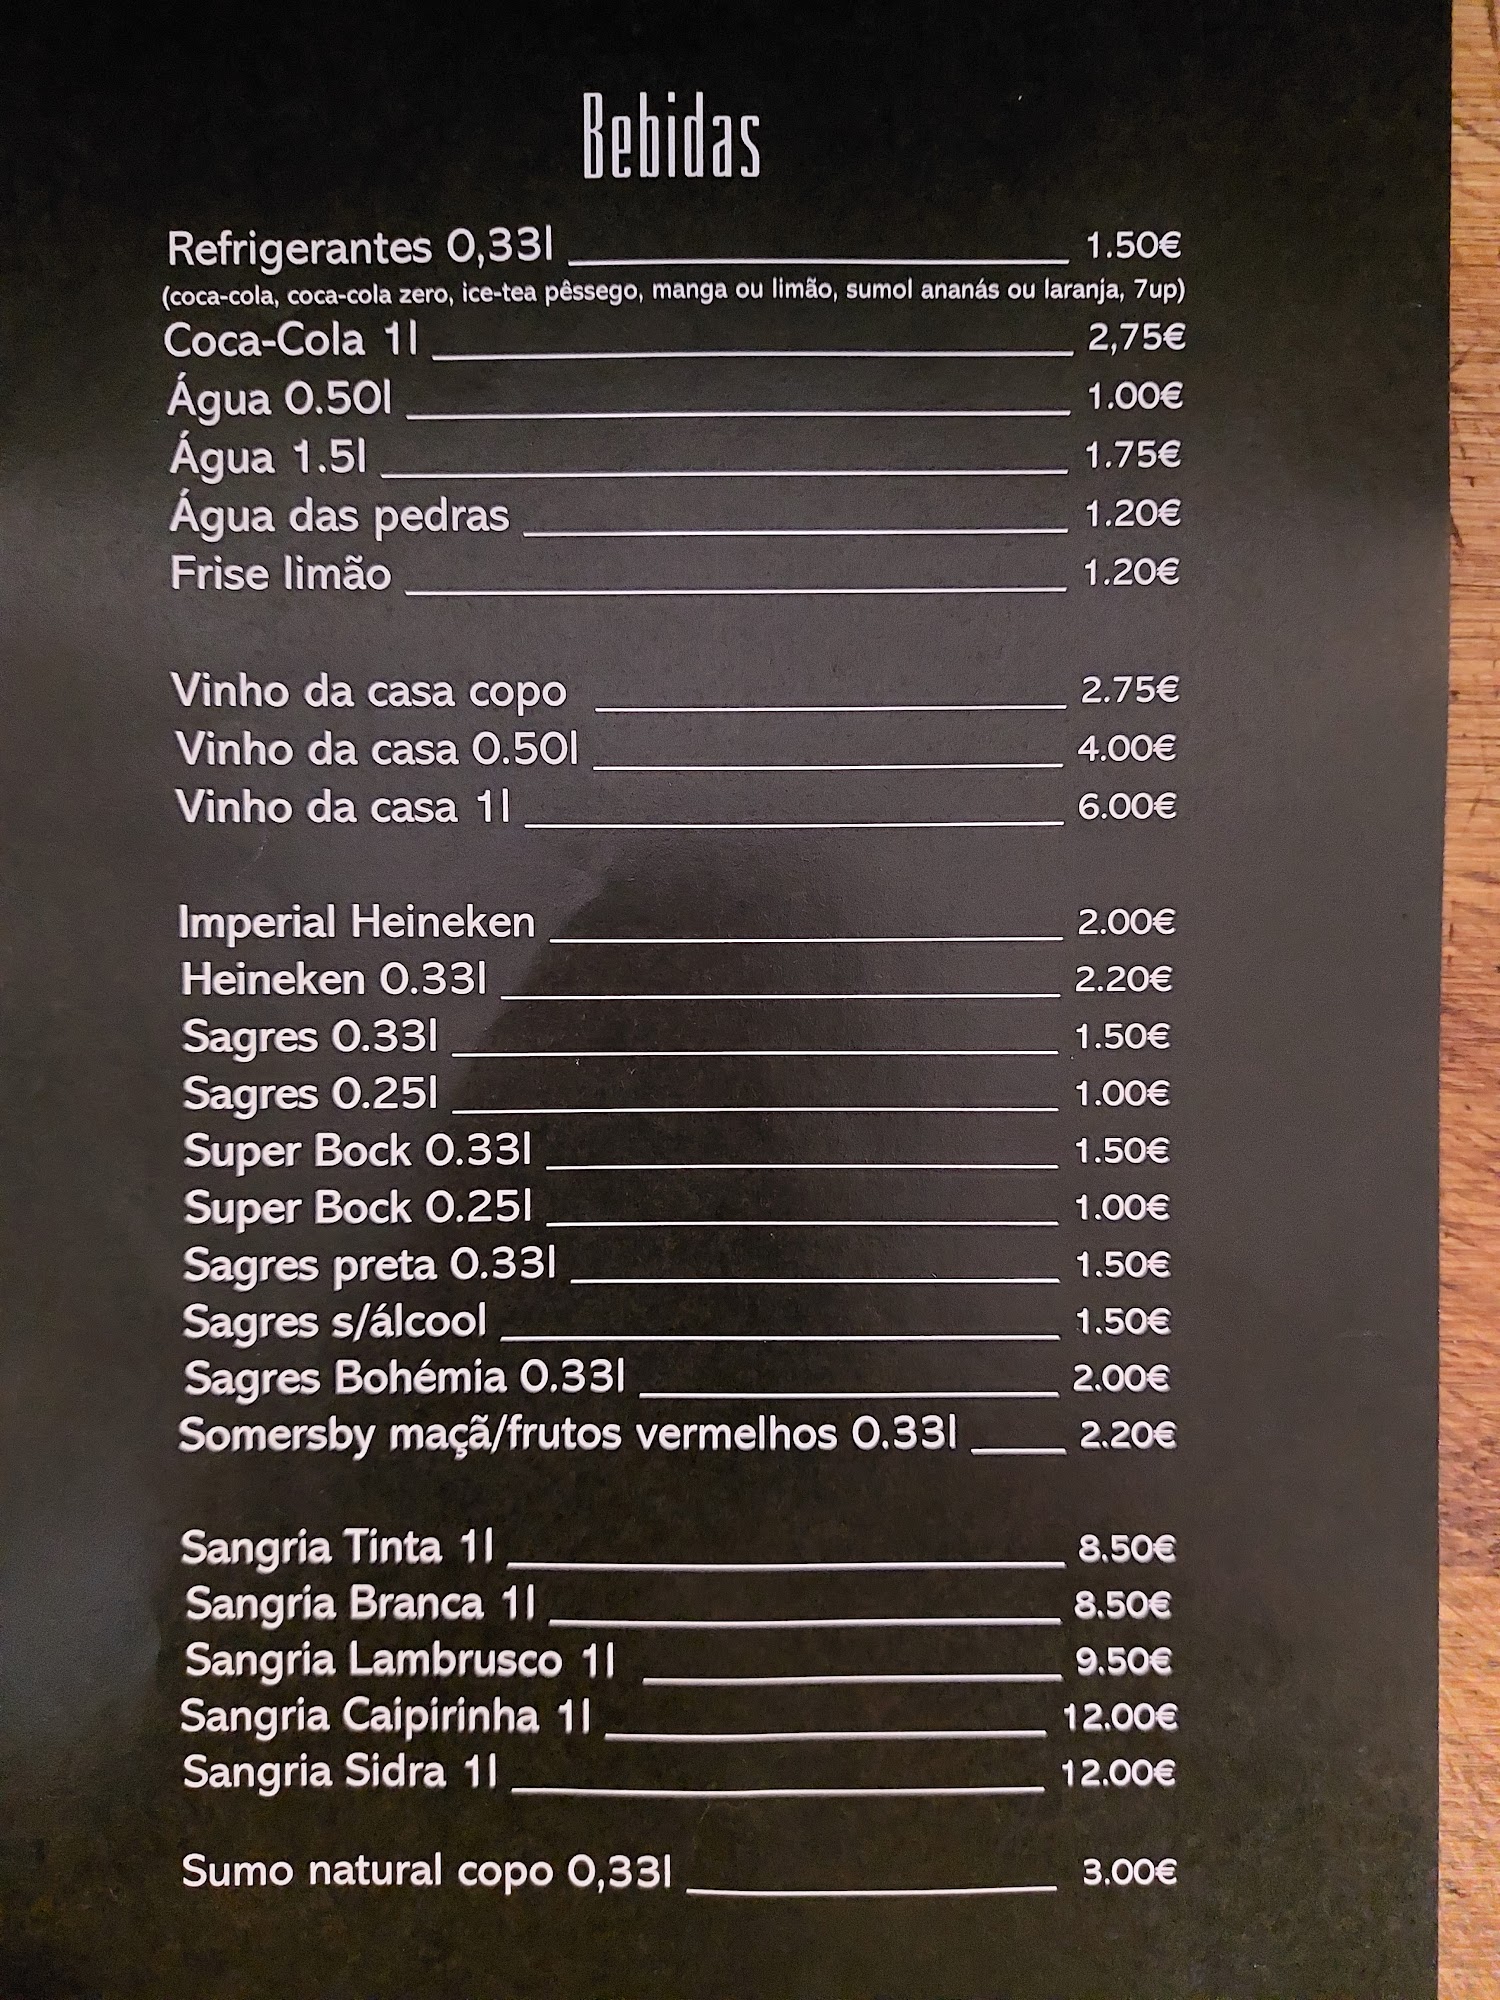 Bebidas
Refrigerantes 0,33l 1.50€
(coca-cola, coca-cola zero, ice-tea pêssego, manga ou limão, sumol ananás ou laranja, 7up)
Coca-Cola 1l 2,75€
Água 0.50l 1.00€
Água 1.5l 1.75€
Água das pedras 1.20€
Frise limão 1.20€
Vinho da casa copo 2.75€
Vinho da casa 0.50l 4.00€
Vinho da casa 1l 6.00€
Imperial Heineken 2.00€
Heineken 0.33l 2.20€
Sagres 0.33l 1.50€
Sagres 0.25l 1.00€
Super Bock 0.33l 1.50€
Super Bock 0.25l 1.00€
Sagres preta 0.33l 1.50€
Sagres s/álcool 1.50€
Sagres Bohémia 0.33l 2.00€
Somersby maçã/frutos vermelhos 0.33l 2.20€
Sangria Tinta 1l 8.50€
Sangria Branca 1l 8.50€
Sangria Lambrusco 1l 9.50€
Sangria Caipirinha 1l 12.00€
Sangria Sidra 1l 12.00€
Sumo natural copo 0,33l 3.00€